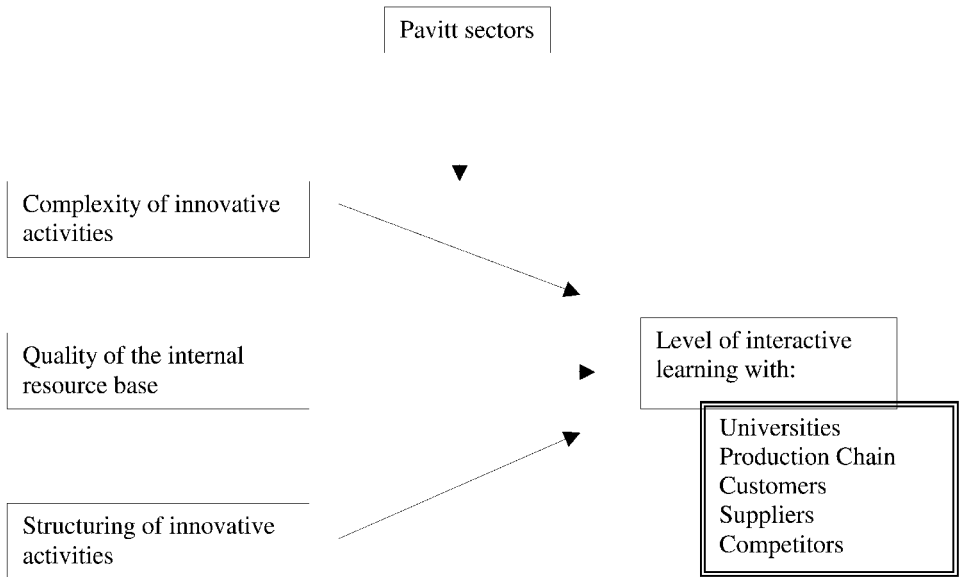 Pavitt sectors
Complexity of innovative
activities
Quality of the internal
resource base
Structuring of innovative
activities
Level of interactive
learning with:
Universities
Production Chain
Customers
Suppliers
Competitors